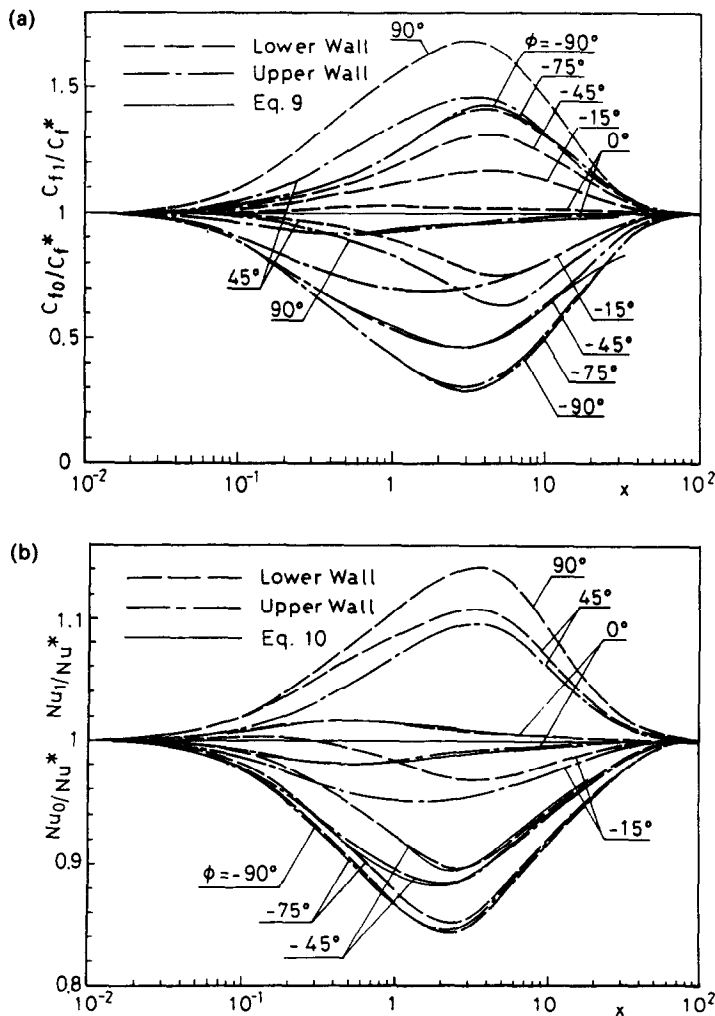 (a)
Lower Wall
Upper Wall
Eq. 9
90°
ϕ=-90°
-75°
-45°
-15°
0°
1.5
1
0.5
0
C_f0/C_f* C_f1/C_f*
45°
90°
-15°
-45°
-75°
-90°
10^-2
10^-1
1
10
x
10^2
(b)
Lower Wall
Upper Wall
Eq. 10
90°
45°
0°
1.1
1
0.9
0.8
Nu_0/Nu* Nu_1/Nu*
ϕ=-90°
-75°
-45°
-15°
10^-2
10^-1
1
10
x
10^2